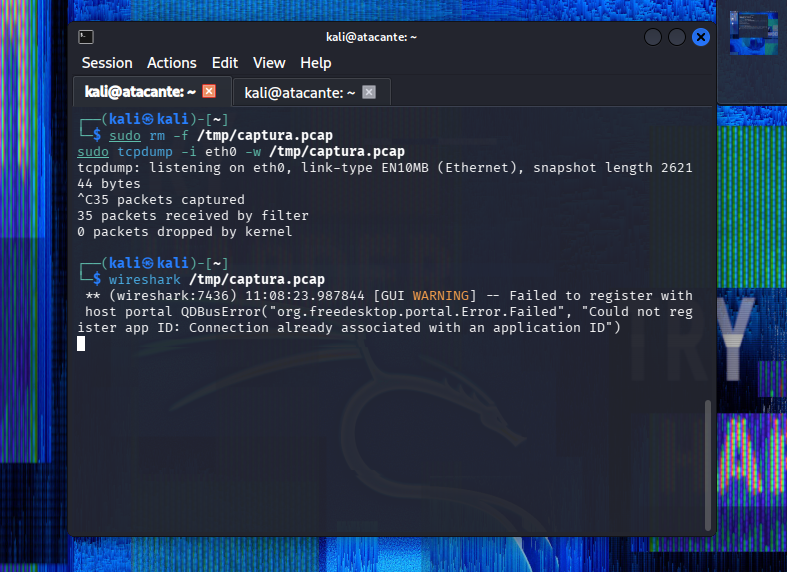 kali@atacante: ~
Session Actions Edit View Help
kali@atacante: ~ kali@atacante: ~
┌──(kali㉿kali)-[~]
└─$ sudo rm -f /tmp/captura.pcap
sudo tcpdump -i eth0 -w /tmp/captura.pcap
tcpdump: listening on eth0, link-type EN10MB (Ethernet), snapshot length 2621
44 bytes
^C35 packets captured
35 packets received by filter
0 packets dropped by kernel
┌──(kali㉿kali)-[~]
└─$ wireshark /tmp/captura.pcap
** (wireshark:7436) 11:08:23.987844 [GUI WARNING] -- Failed to register with
host portal QDBusError("org.freedesktop.portal.Error.Failed", "Could not reg
ister app ID: Connection already associated with an application ID")
TRY
HA